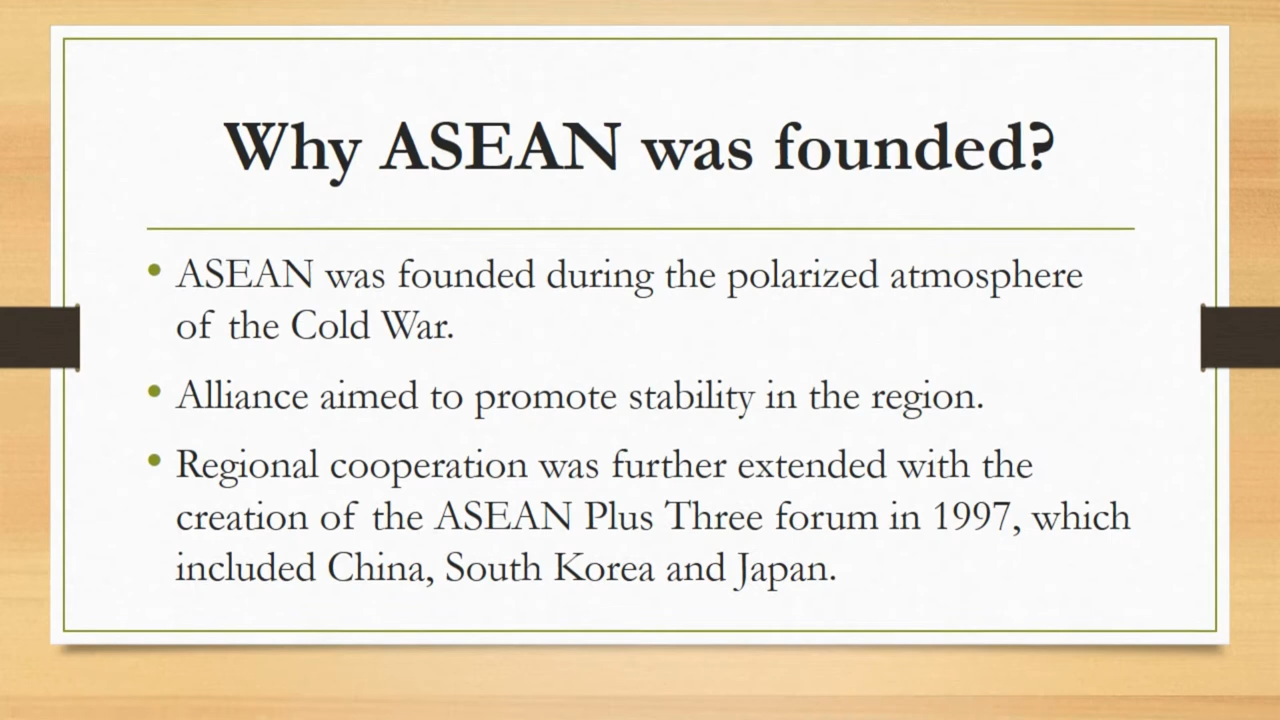 Why ASEAN was founded?
• ASEAN was founded during the polarized atmosphere
of the Cold War.
• Alliance aimed to promote stability in the region.
• Regional cooperation was further extended with the
creation of the ASEAN Plus Three forum in 1997, which
included China, South Korea and Japan.